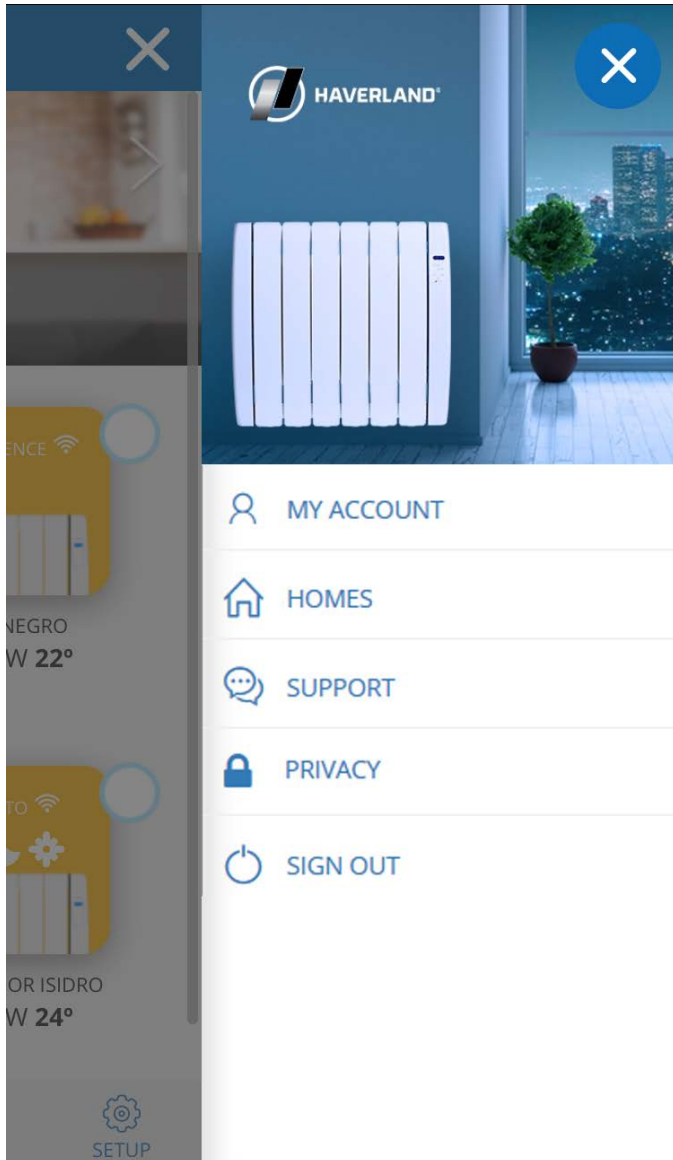 HAVERLAND®
MY ACCOUNT
HOMES
SUPPORT
PRIVACY
SIGN OUT
ENCE
NEGRO
W 22º
TO
OR ISIDRO
W 24º
SETUP